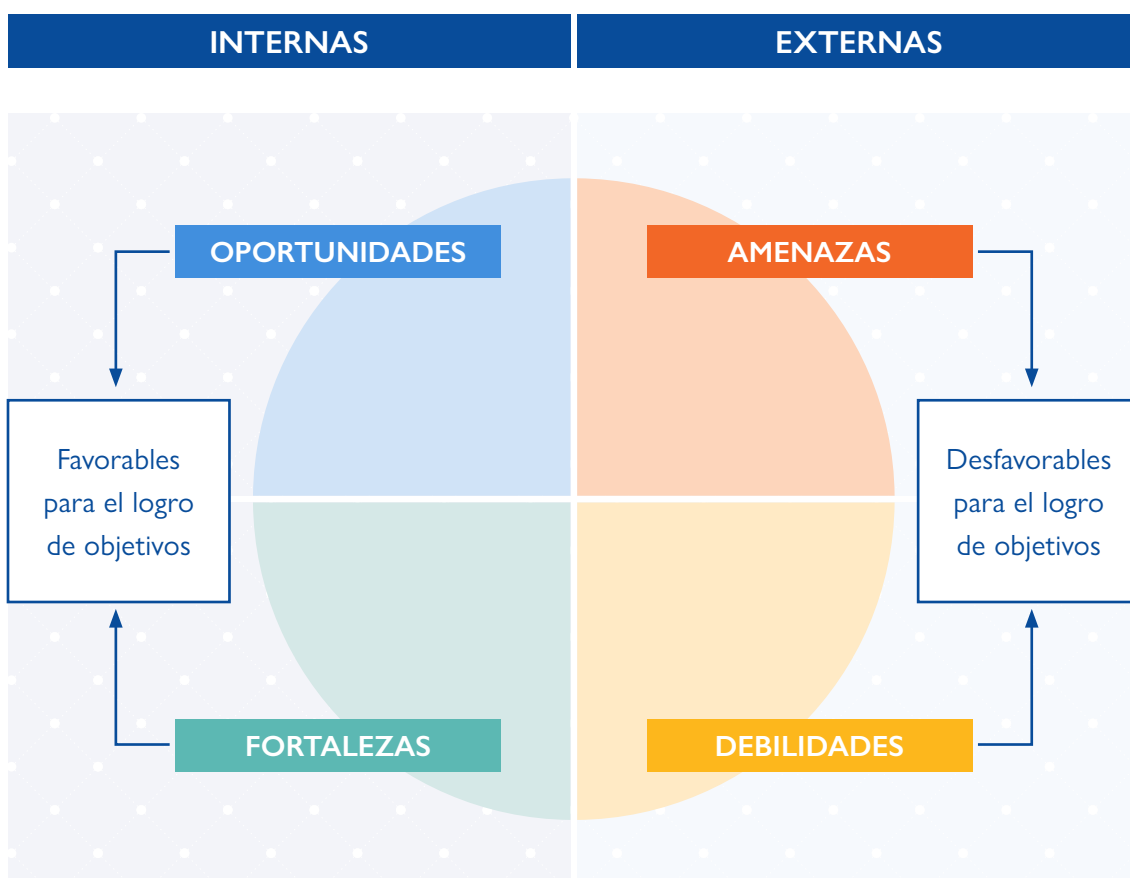 INTERNAS
EXTERNAS
OPORTUNIDADES
AMENAZAS
Favorables
para el logro
de objetivos
Desfavorables
para el logro
de objetivos
FORTALEZAS
DEBILIDADES